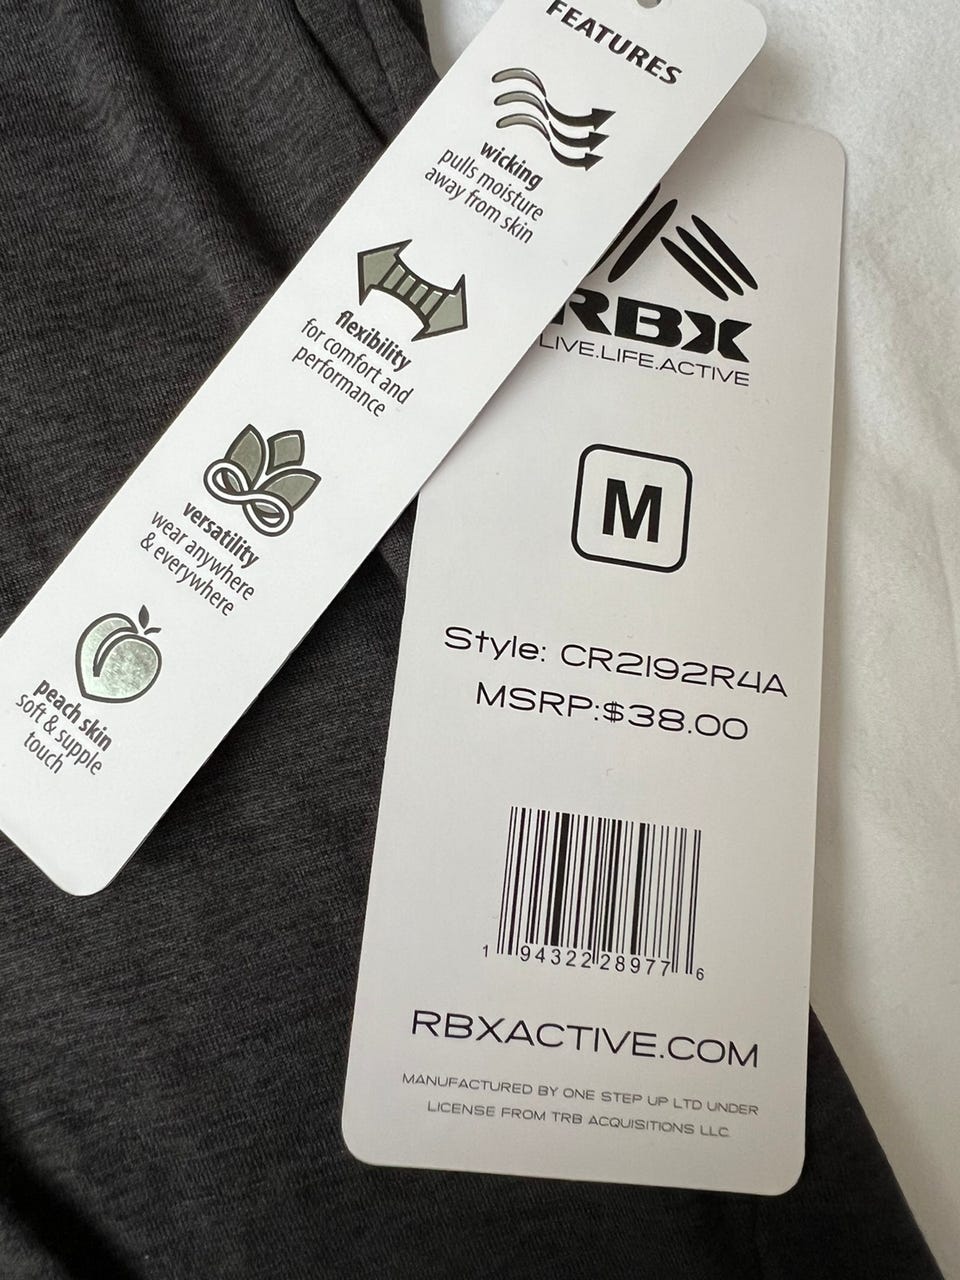 FEATURES
wicking
pulls moisture
away from skin
flexibility
for comfort and
performance
versatility
wear anywhere
& everywhere
peach skin
soft & supple
touch
RBX
LIVE.LIFE.ACTIVE
M
Style: CR2192R4A
MSRP:$38.00
1 94322 28977 6
RBXACTIVE.COM
MANUFACTURED BY ONE STEP UP LTD UNDER
LICENSE FROM TRB ACQUISITIONS LLC